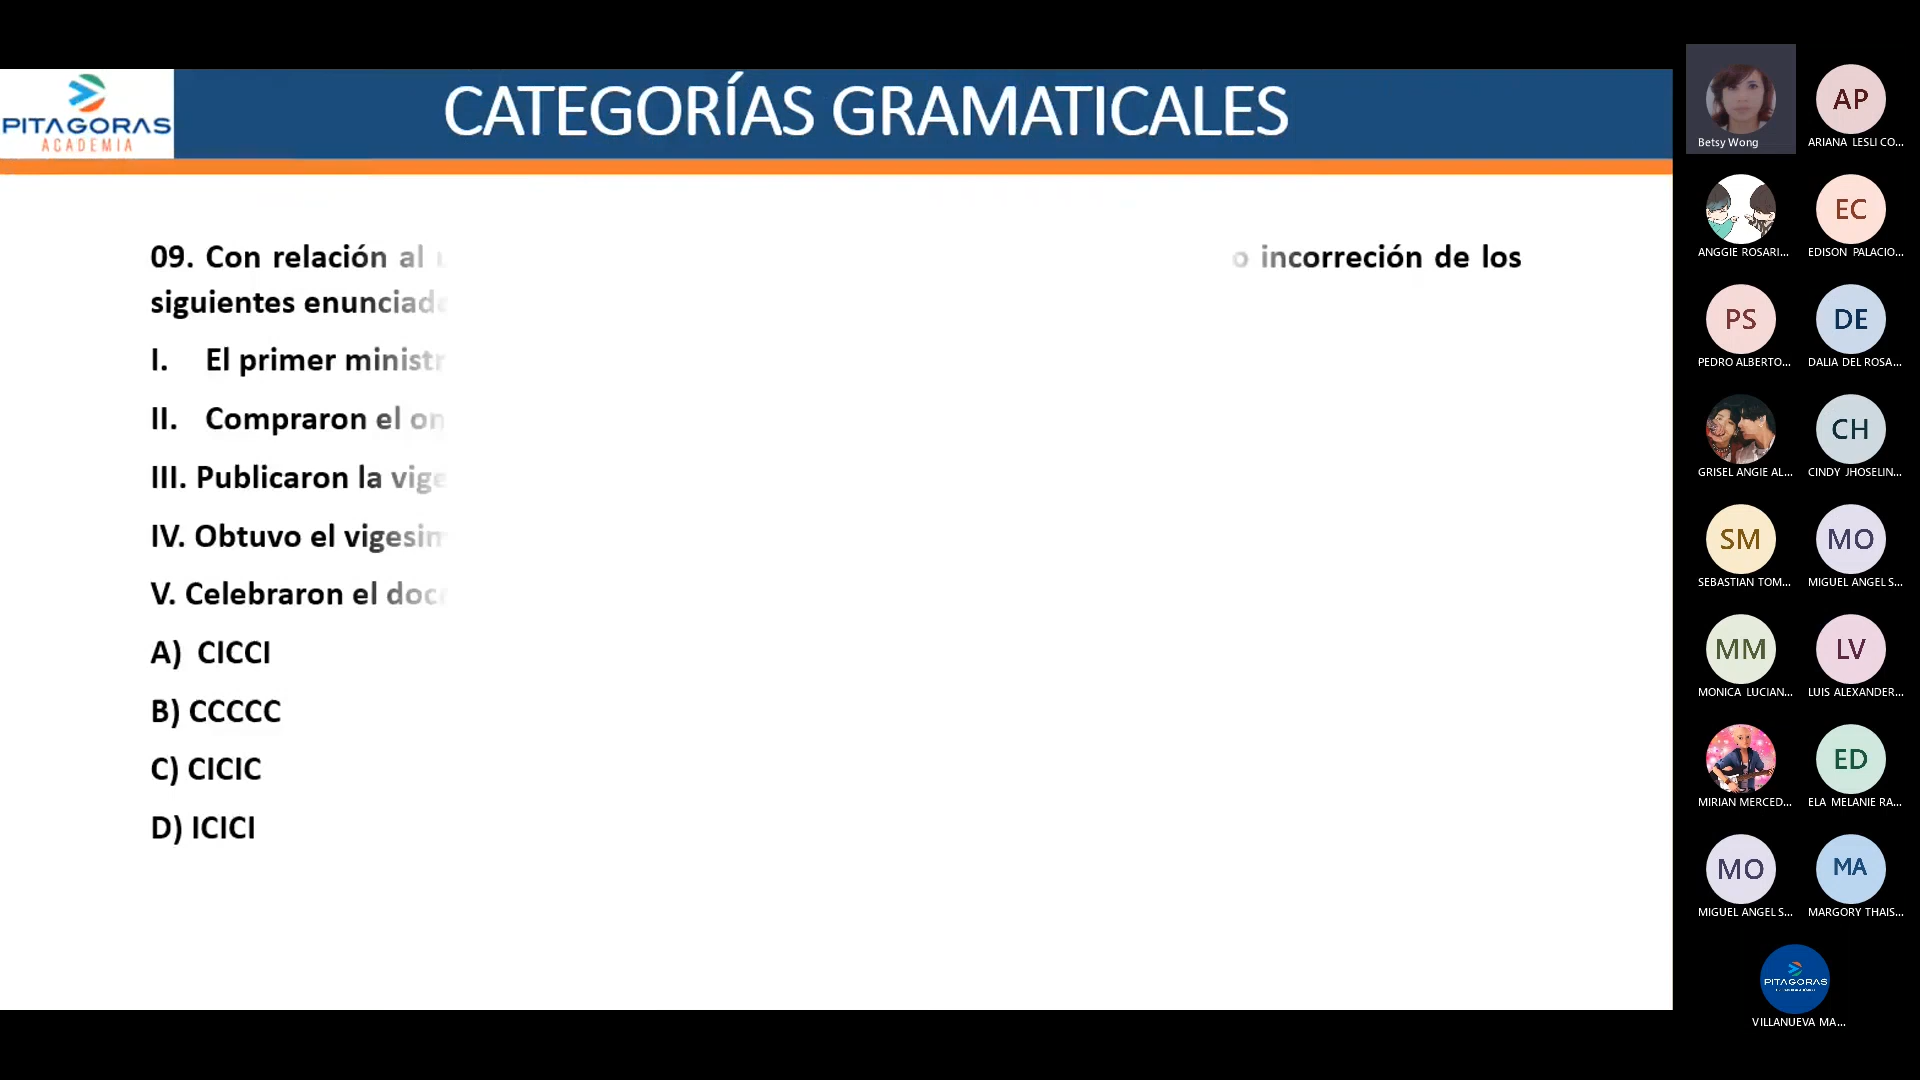 PITAGORAS
ACADEMIA
CATEGORÍAS GRAMATICALES
09. Con relación al
o incorreción de los
siguientes
I. El primer
II. Compraron el
III. Publicaron la
IV. Obtuvo el
V. Celebraron el
A) CICCI
B) CCCCC
C) CICIC
D) ICICI
Betsy Wong
AP
ARIANA LESLI CO...
ANGGIE ROSARI...
EC
EDISON PALACIO...
PS
PEDRO ALBERTO...
DE
DALIA DEL ROSA...
GRISEL ANGIE AL...
CH
CINDY JHOSELIN...
SM
SEBASTIAN TOM...
MO
MIGUEL ANGEL S...
MM
MONICA LUCIAN...
LV
LUIS ALEXANDER...
MIRIAN MERCED...
ED
ELA MELANIE RA...
MO
MIGUEL ANGEL S...
MA
MARGORY THAIS...
PITAGORAS
VILLANUEVA MA...